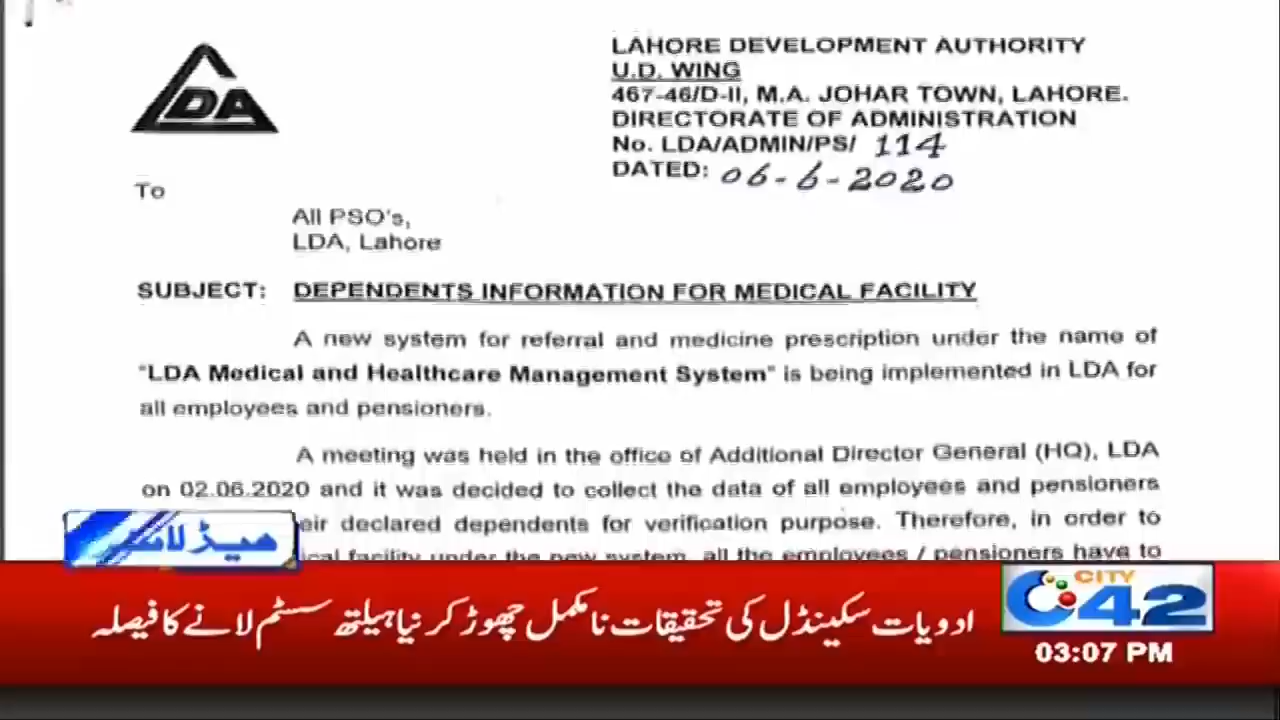 LDA
LAHORE DEVELOPMENT AUTHORITY
U.D. WING
467-46/D-II, M.A. JOHAR TOWN, LAHORE.
DIRECTORATE OF ADMINISTRATION
No. LDA/ADMIN/PS/ 114
DATED: 06-6-2020
To
All PSO's,
LDA, Lahore
SUBJECT: DEPENDENTS INFORMATION FOR MEDICAL FACILITY
A new system for referral and medicine prescription under the name of
"LDA Medical and Healthcare Management System" is being implemented in LDA for
all employees and pensioners.
A meeting was held in the office of Additional Director General (HQ), LDA
on 02.06.2020 and it was decided to collect the data of all employees and pensioners
eir declared dependents for verification purpose. Therefore, in order to
ical facility under the new system, all the employees / pensioners have to
ہیڈلائنز
ادویات سکینڈل کی تحقیقات نامکمل چھوڑ کر نیا ہیلتھ سسٹم لانے کا فیصلہ
CITY
42
03:07 PM